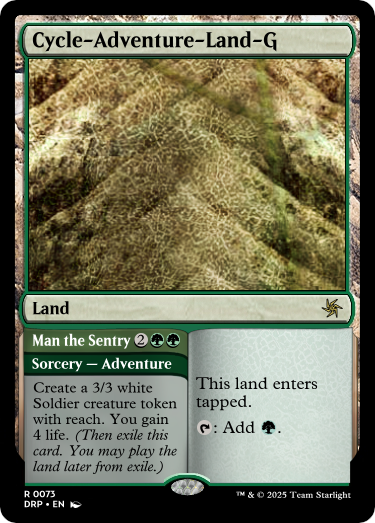 Cycle-Adventure-Land-G
Land
Man the Sentry 2
Sorcery — Adventure
Create a 3/3 white
Soldier creature token
with reach. You gain
4 life. (Then exile this
card. You may play the
land later from exile.)
This land enters
tapped.
: Add .
R 0073
DRP • EN
™ & © 2025 Team Starlight